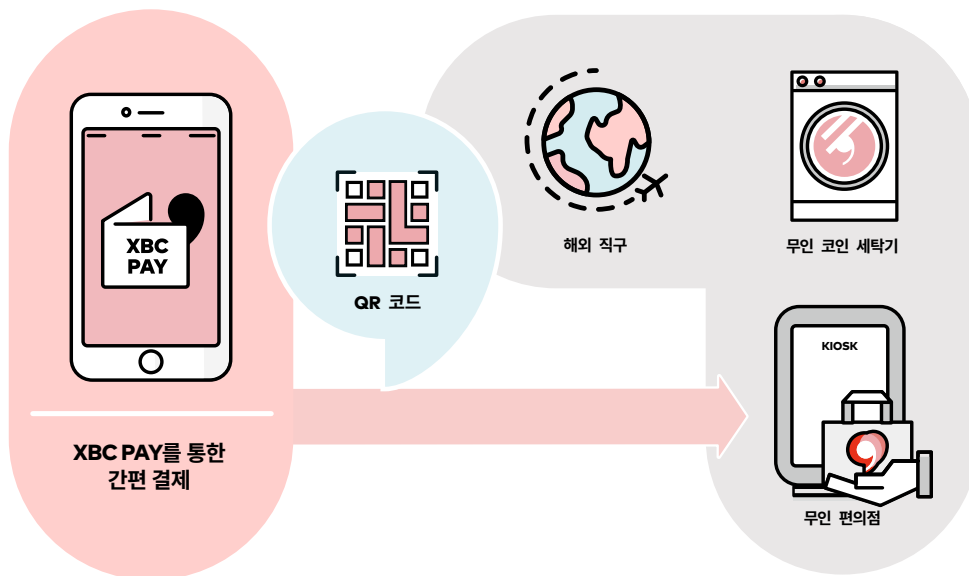 XBC
PAY
XBC PAY를 통한
간편 결제
QR 코드
해외 직구
무인 코인 세탁기
KIOSK
무인 편의점